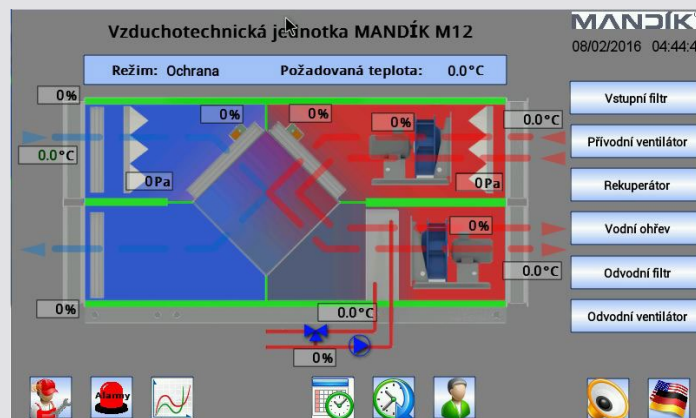 Vzduchotechnická jednotka MANDÍK M12
MANDÍK
08/02/2016 04:44:4
Režim: Ochrana Požadovaná teplota: 0.0°C
0%
0%
0%
0%
0.0°C
0.0°C
0Pa
0Pa
0%
0.0°C
0%
0.0°C
0%
Vstupní filtr
Přívodní ventilátor
Rekuperátor
Vodní ohřev
Odvodní filtr
Odvodní ventilátor
Alarmy